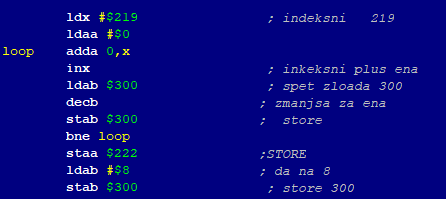 ldx #$219 ; indeksni 219
ldaa #$0
loop adda 0,x
inx ; inkeksni plus ena
ldab $300 ; spet zloada 300
decb ; zmanjsa za ena
stab $300 ; store
bne loop
staa $222 ;STORE
ldab #$8 ; da na 8
stab $300 ; store 300